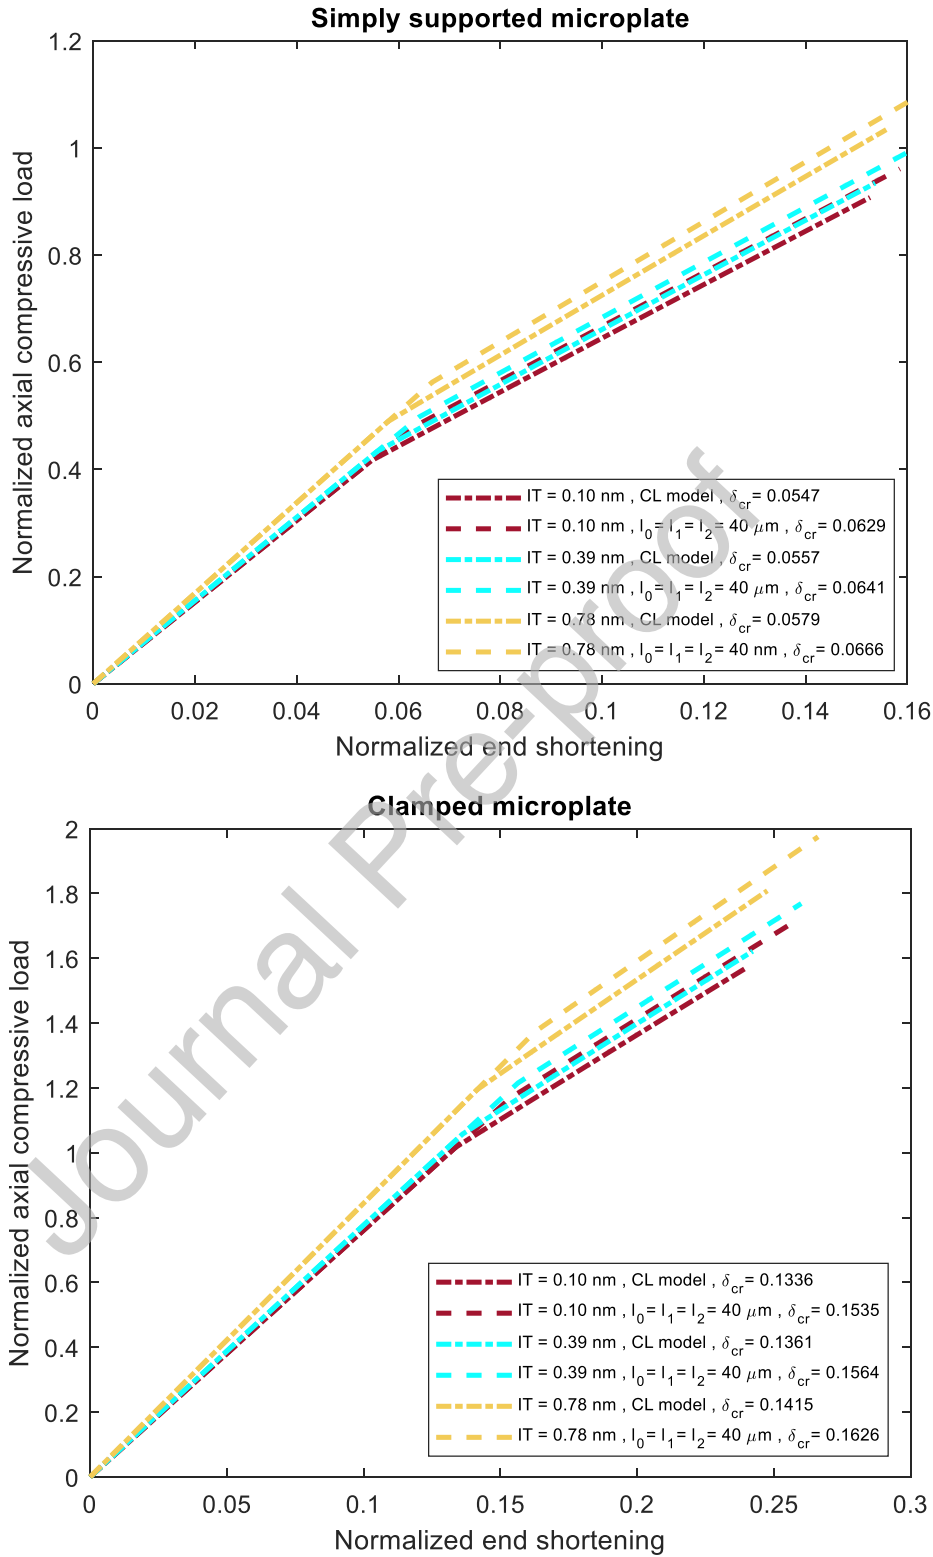 Simply supported microplate
1.2
1
0.8
0.6
0.4
0.2
0
Normalized axial compressive load
IT = 0.10 nm , CL model , δcr= 0.0547
IT = 0.10 nm , l0= l1= l2= 40 μm , δcr= 0.0629
IT = 0.39 nm , CL model , δcr= 0.0557
IT = 0.39 nm , l0= l1= l2= 40 μm , δcr= 0.0641
IT = 0.78 nm , CL model , δcr= 0.0579
IT = 0.78 nm , l0= l1= l2= 40 nm , δcr= 0.0666
0 0.02 0.04 0.06 0.08 0.1 0.12 0.14 0.16
Normalized end shortening
Journal Pre-proof
Clamped microplate
2
1.8
1.6
1.4
1.2
1
0.8
0.6
0.4
0.2
0
Normalized axial compressive load
IT = 0.10 nm , CL model , δcr= 0.1336
IT = 0.10 nm , l0= l1= l2= 40 μm , δcr= 0.1535
IT = 0.39 nm , CL model , δcr= 0.1361
IT = 0.39 nm , l0= l1= l2= 40 μm , δcr= 0.1564
IT = 0.78 nm , CL model , δcr= 0.1415
IT = 0.78 nm , l0= l1= l2= 40 μm , δcr= 0.1626
0 0.05 0.1 0.15 0.2 0.25 0.3
Normalized end shortening